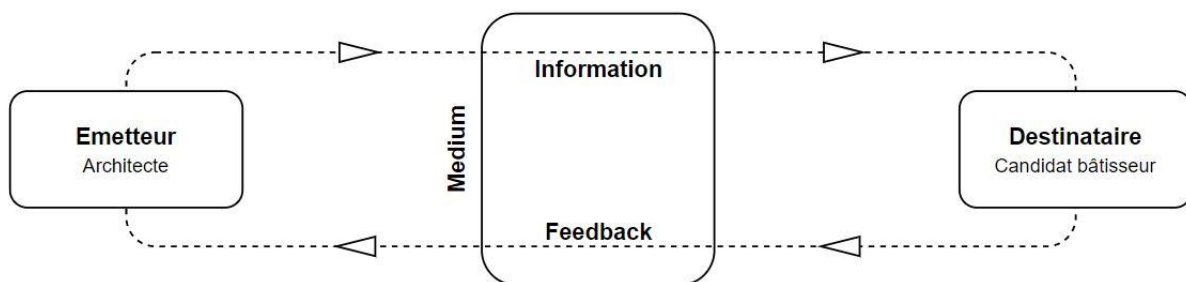 Information
Emetteur
Architecte
Medium
Destinataire
Candidat bâtisseur
Feedback